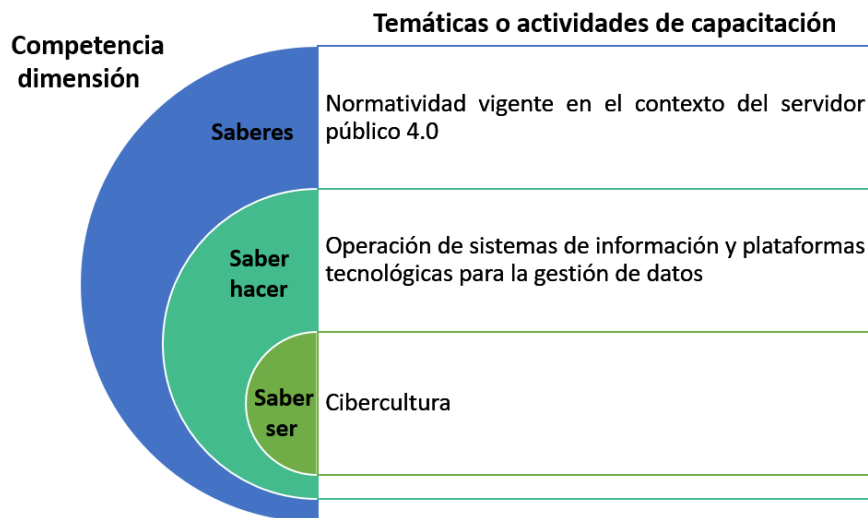 Competencia
dimensión
Temáticas o actividades de capacitación
Saberes
Normatividad vigente en el contexto del servidor
público 4.0
Saber
hacer
Operación de sistemas de información y plataformas
tecnológicas para la gestión de datos
Saber
ser
Cibercultura